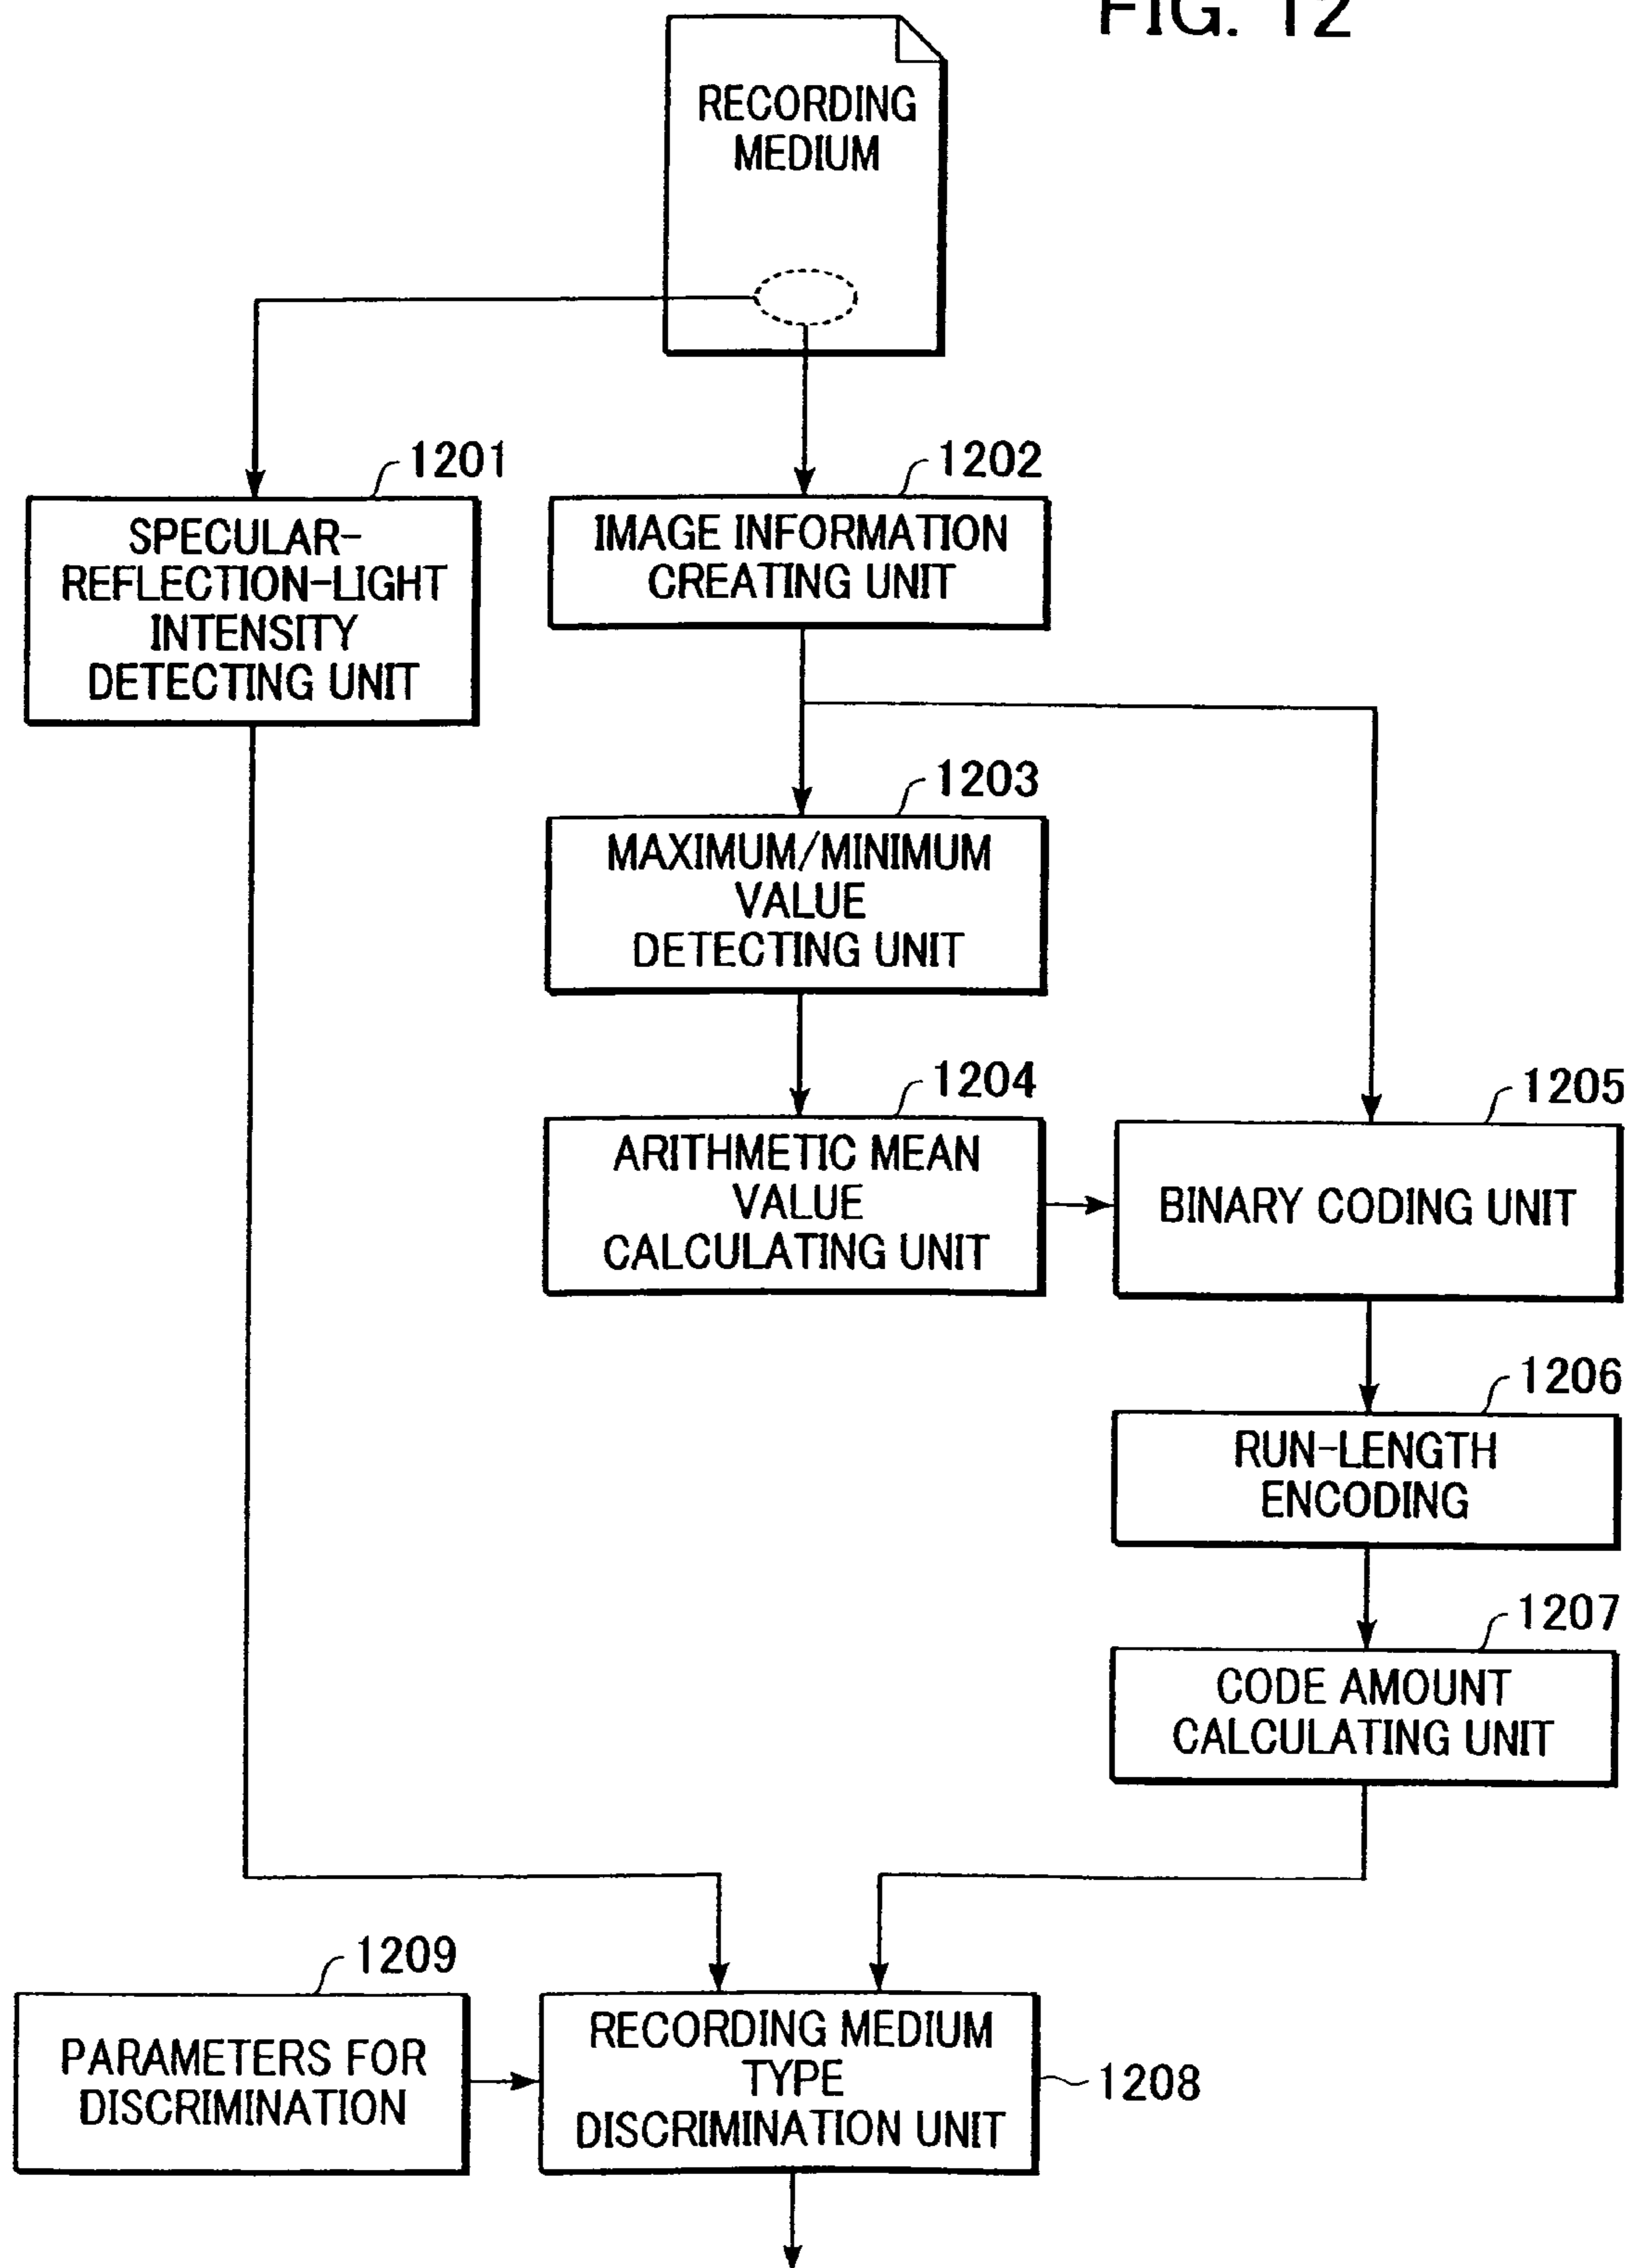 FIG. 12
RECORDING
MEDIUM
1201
SPECULAR-
REFLECTION-LIGHT
INTENSITY
DETECTING UNIT
1202
IMAGE INFORMATION
CREATING UNIT
1203
MAXIMUM/MINIMUM
VALUE
DETECTING UNIT
1204
ARITHMETIC MEAN
VALUE
CALCULATING UNIT
1205
BINARY CODING UNIT
1206
RUN-LENGTH
ENCODING
1207
CODE AMOUNT
CALCULATING UNIT
1209
PARAMETERS FOR
DISCRIMINATION
RECORDING MEDIUM
TYPE
DISCRIMINATION UNIT
1208